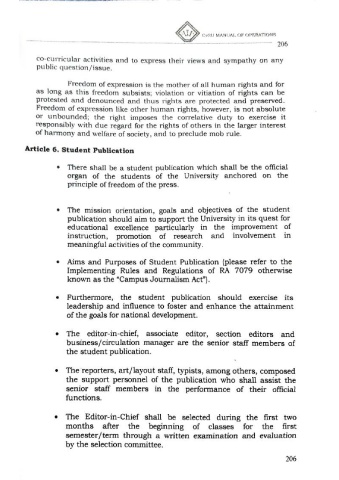 MANUAL OF OPERATIONS
206
co-curricular activities and to express their views and sympathy on any
public question/issue.
Freedom of expression is the mother of all human rights and for
as long as this freedom subsists; violation or vitiation of rights can be
protested and denounced and thus rights are protected and preserved.
Freedom of expression like other human rights, however, is not absolute
or unbounded; the right imposes the correlative duty to exercise it
responsibly with due regard for the rights of others in the larger interest
of harmony and welfare of society, and to preclude mob rule.
Article 6. Student Publication
• There shall be a student publication which shall be the official
organ of the students of the University anchored on the
principle of freedom of the press.
• The mission orientation, goals and objectives of the student
publication should aim to support the University in its quest for
educational excellence particularly in the improvement of
instruction, promotion of research and involvement in
meaningful activities of the community.
• Aims and Purposes of Student Publication (please refer to the
Implementing Rules and Regulations of RA 7079 otherwise
known as the "Campus Journalism Act").
• Furthermore, the student publication should exercise its
leadership and influence to foster and enhance the attainment
of the goals for national development.
• The editor-in-chief, associate editor, section editors and
business/circulation manager are the senior staff members of
the student publication.
• The reporters, art/layout staff, typists, among others, composed
the support personnel of the publication who shall assist the
senior staff members in the performance of their official
functions.
• The Editor-in-Chief shall be selected during the first two
months after the beginning of classes for the first
semester/term through a written examination and evaluation
by the selection committee.
206